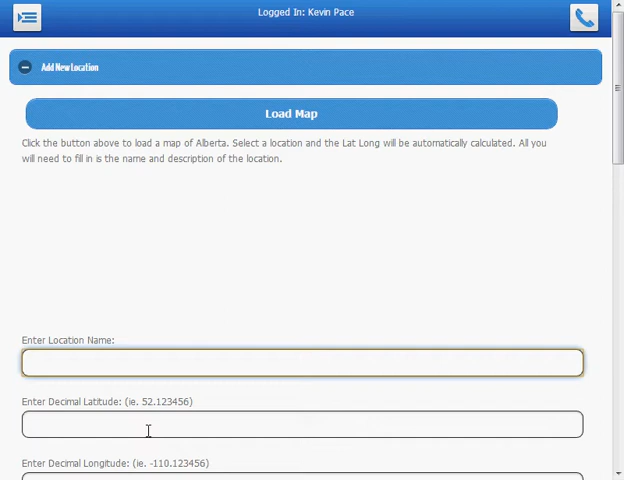 Logged In: Kevin Pace
Add New Location
Load Map
Click the button above to load a map of Alberta. Select a location and the Lat Long will be automatically calculated. All you
will need to fill in is the name and description of the location.
Enter Location Name:
Enter Decimal Latitude: (ie. 52.123456)
Enter Decimal Longitude: (ie. -110.123456)